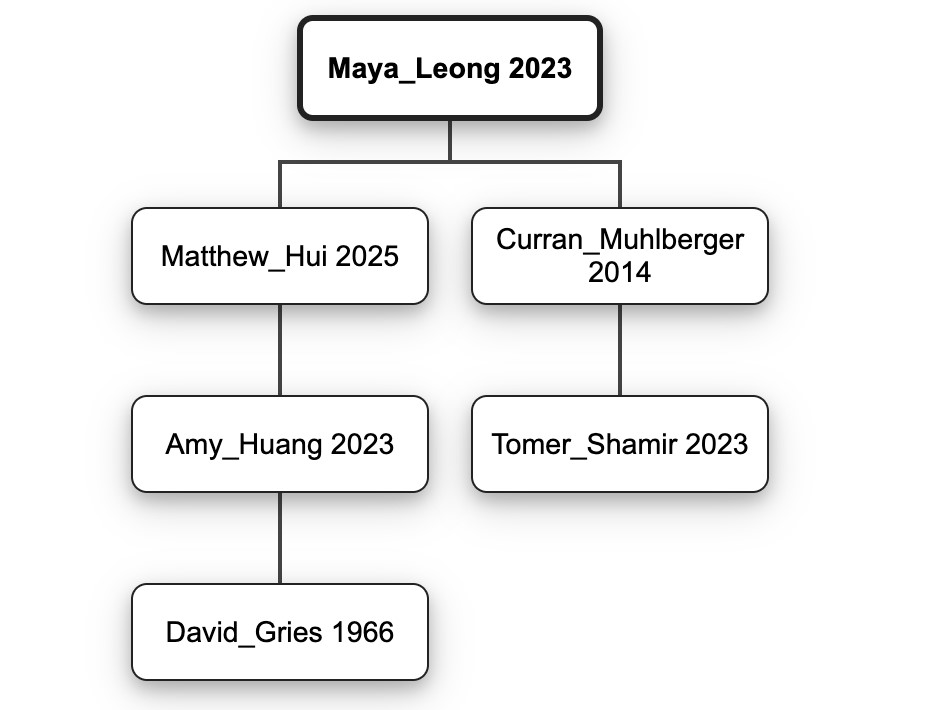 Maya_Leong 2023
Matthew_Hui 2025
Curran_Muhlberger
2014
Amy_Huang 2023
Tomer_Shamir 2023
David_Gries 1966